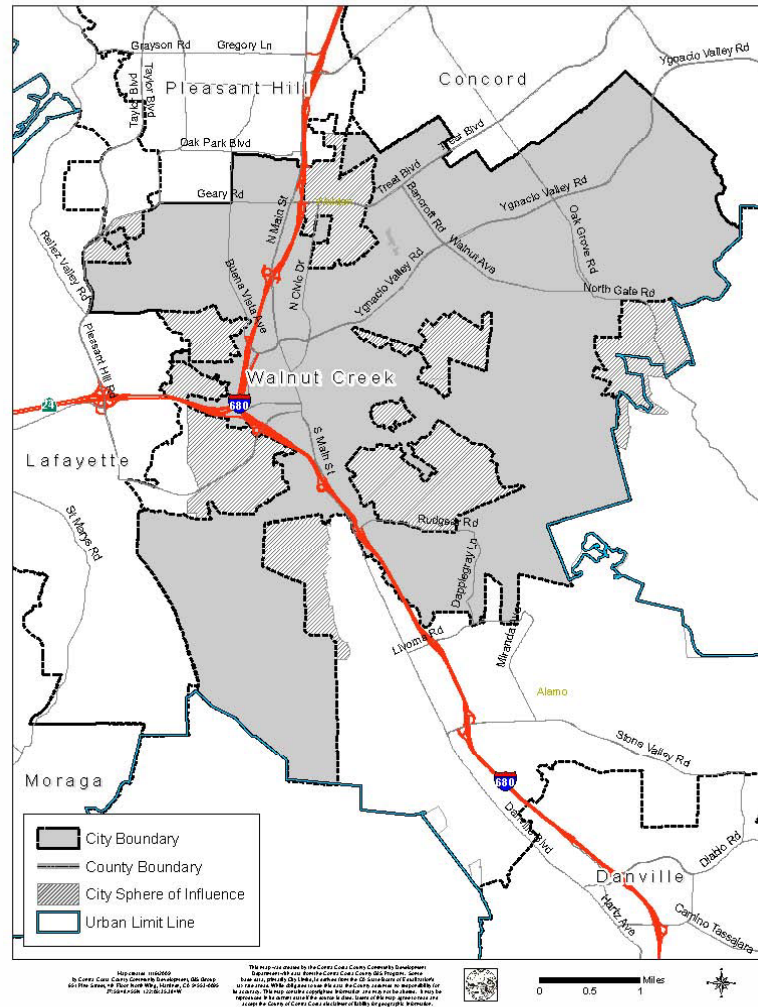 Grayson Rd
Gregory Ln
Ygnacio Valley Rd
Taylor Blvd
Taylor Blvd
Pleasant Hill
Concord
Oak Park Blvd
Treat Blvd
Geary Rd
Treat Blvd
N Main St
Bancroft Rd
Ygnacio Valley Rd
Oak Grove Rd
Reliez Valley Rd
Buena Vista Ave
N Civic Dr
Ygnacio Valley Rd
Walnut Ave
North Gate Rd
Pleasant Hill Rd
Walnut Creek
24
680
Lafayette
S Main St
St Marys Rd
Rudgear Rd
Dapplegray Ln
Livorna Rd
Miranda Ave
Alamo
Stone Valley Rd
Moraga
680
Danville Blvd
Diablo Rd
Danville
Hartz Ave
Camino Tassajara
City Boundary
County Boundary
City Sphere of Influence
Urban Limit Line
0 0.5 1
Miles